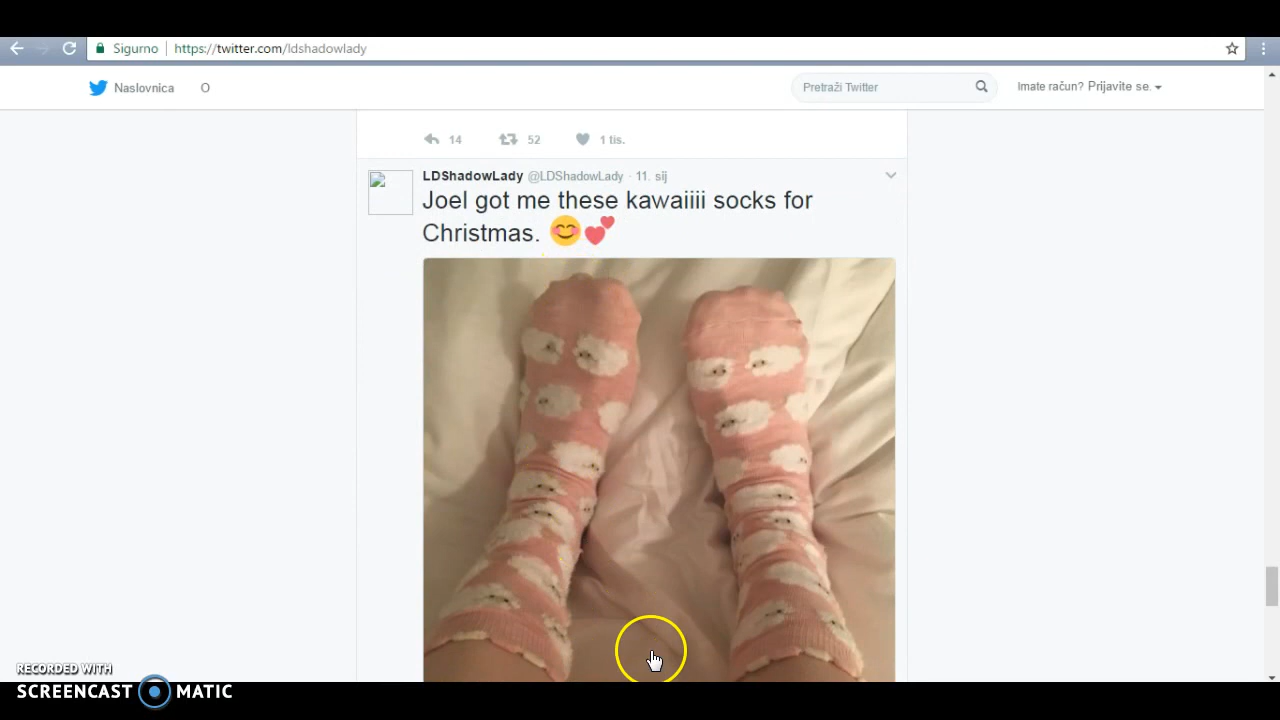 Sigurno https://twitter.com/ldshadowlady
Naslovnica O Pretraži Twitter Imate račun? Prijavite se
14 52 1 tis.
LDShadowLady @LDShadowLady · 11. sij
Joel got me these kawaiiii socks for
Christmas. 😊💕
RECORDED WITH
SCREENCAST MATIC